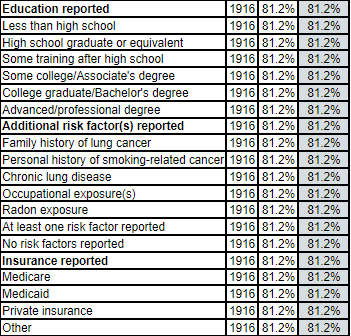 Education reported 1916 81.2% 81.2%
Less than high school 1916 81.2% 81.2%
High school graduate or equivalent 1916 81.2% 81.2%
Some training after high school 1916 81.2% 81.2%
Some college/Associate's degree 1916 81.2% 81.2%
College graduate/Bachelor's degree 1916 81.2% 81.2%
Advanced/professional degree 1916 81.2% 81.2%
Additional risk factor(s) reported 1916 81.2% 81.2%
Family history of lung cancer 1916 81.2% 81.2%
Personal history of smoking-related cancer 1916 81.2% 81.2%
Chronic lung disease 1916 81.2% 81.2%
Occupational exposure(s) 1916 81.2% 81.2%
Radon exposure 1916 81.2% 81.2%
At least one risk factor reported 1916 81.2% 81.2%
No risk factors reported 1916 81.2% 81.2%
Insurance reported 1916 81.2% 81.2%
Medicare 1916 81.2% 81.2%
Medicaid 1916 81.2% 81.2%
Private insurance 1916 81.2% 81.2%
Other 1916 81.2% 81.2%